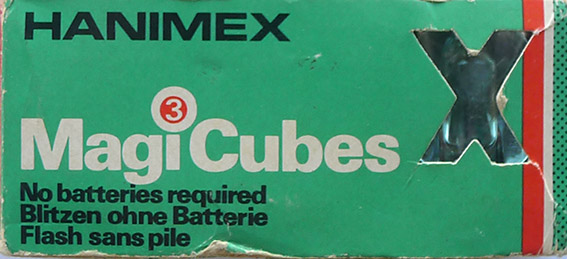 HANIMEX
X
3
MagiCubes
No batteries required
Blitzen ohne Batterie
Flash sans pile